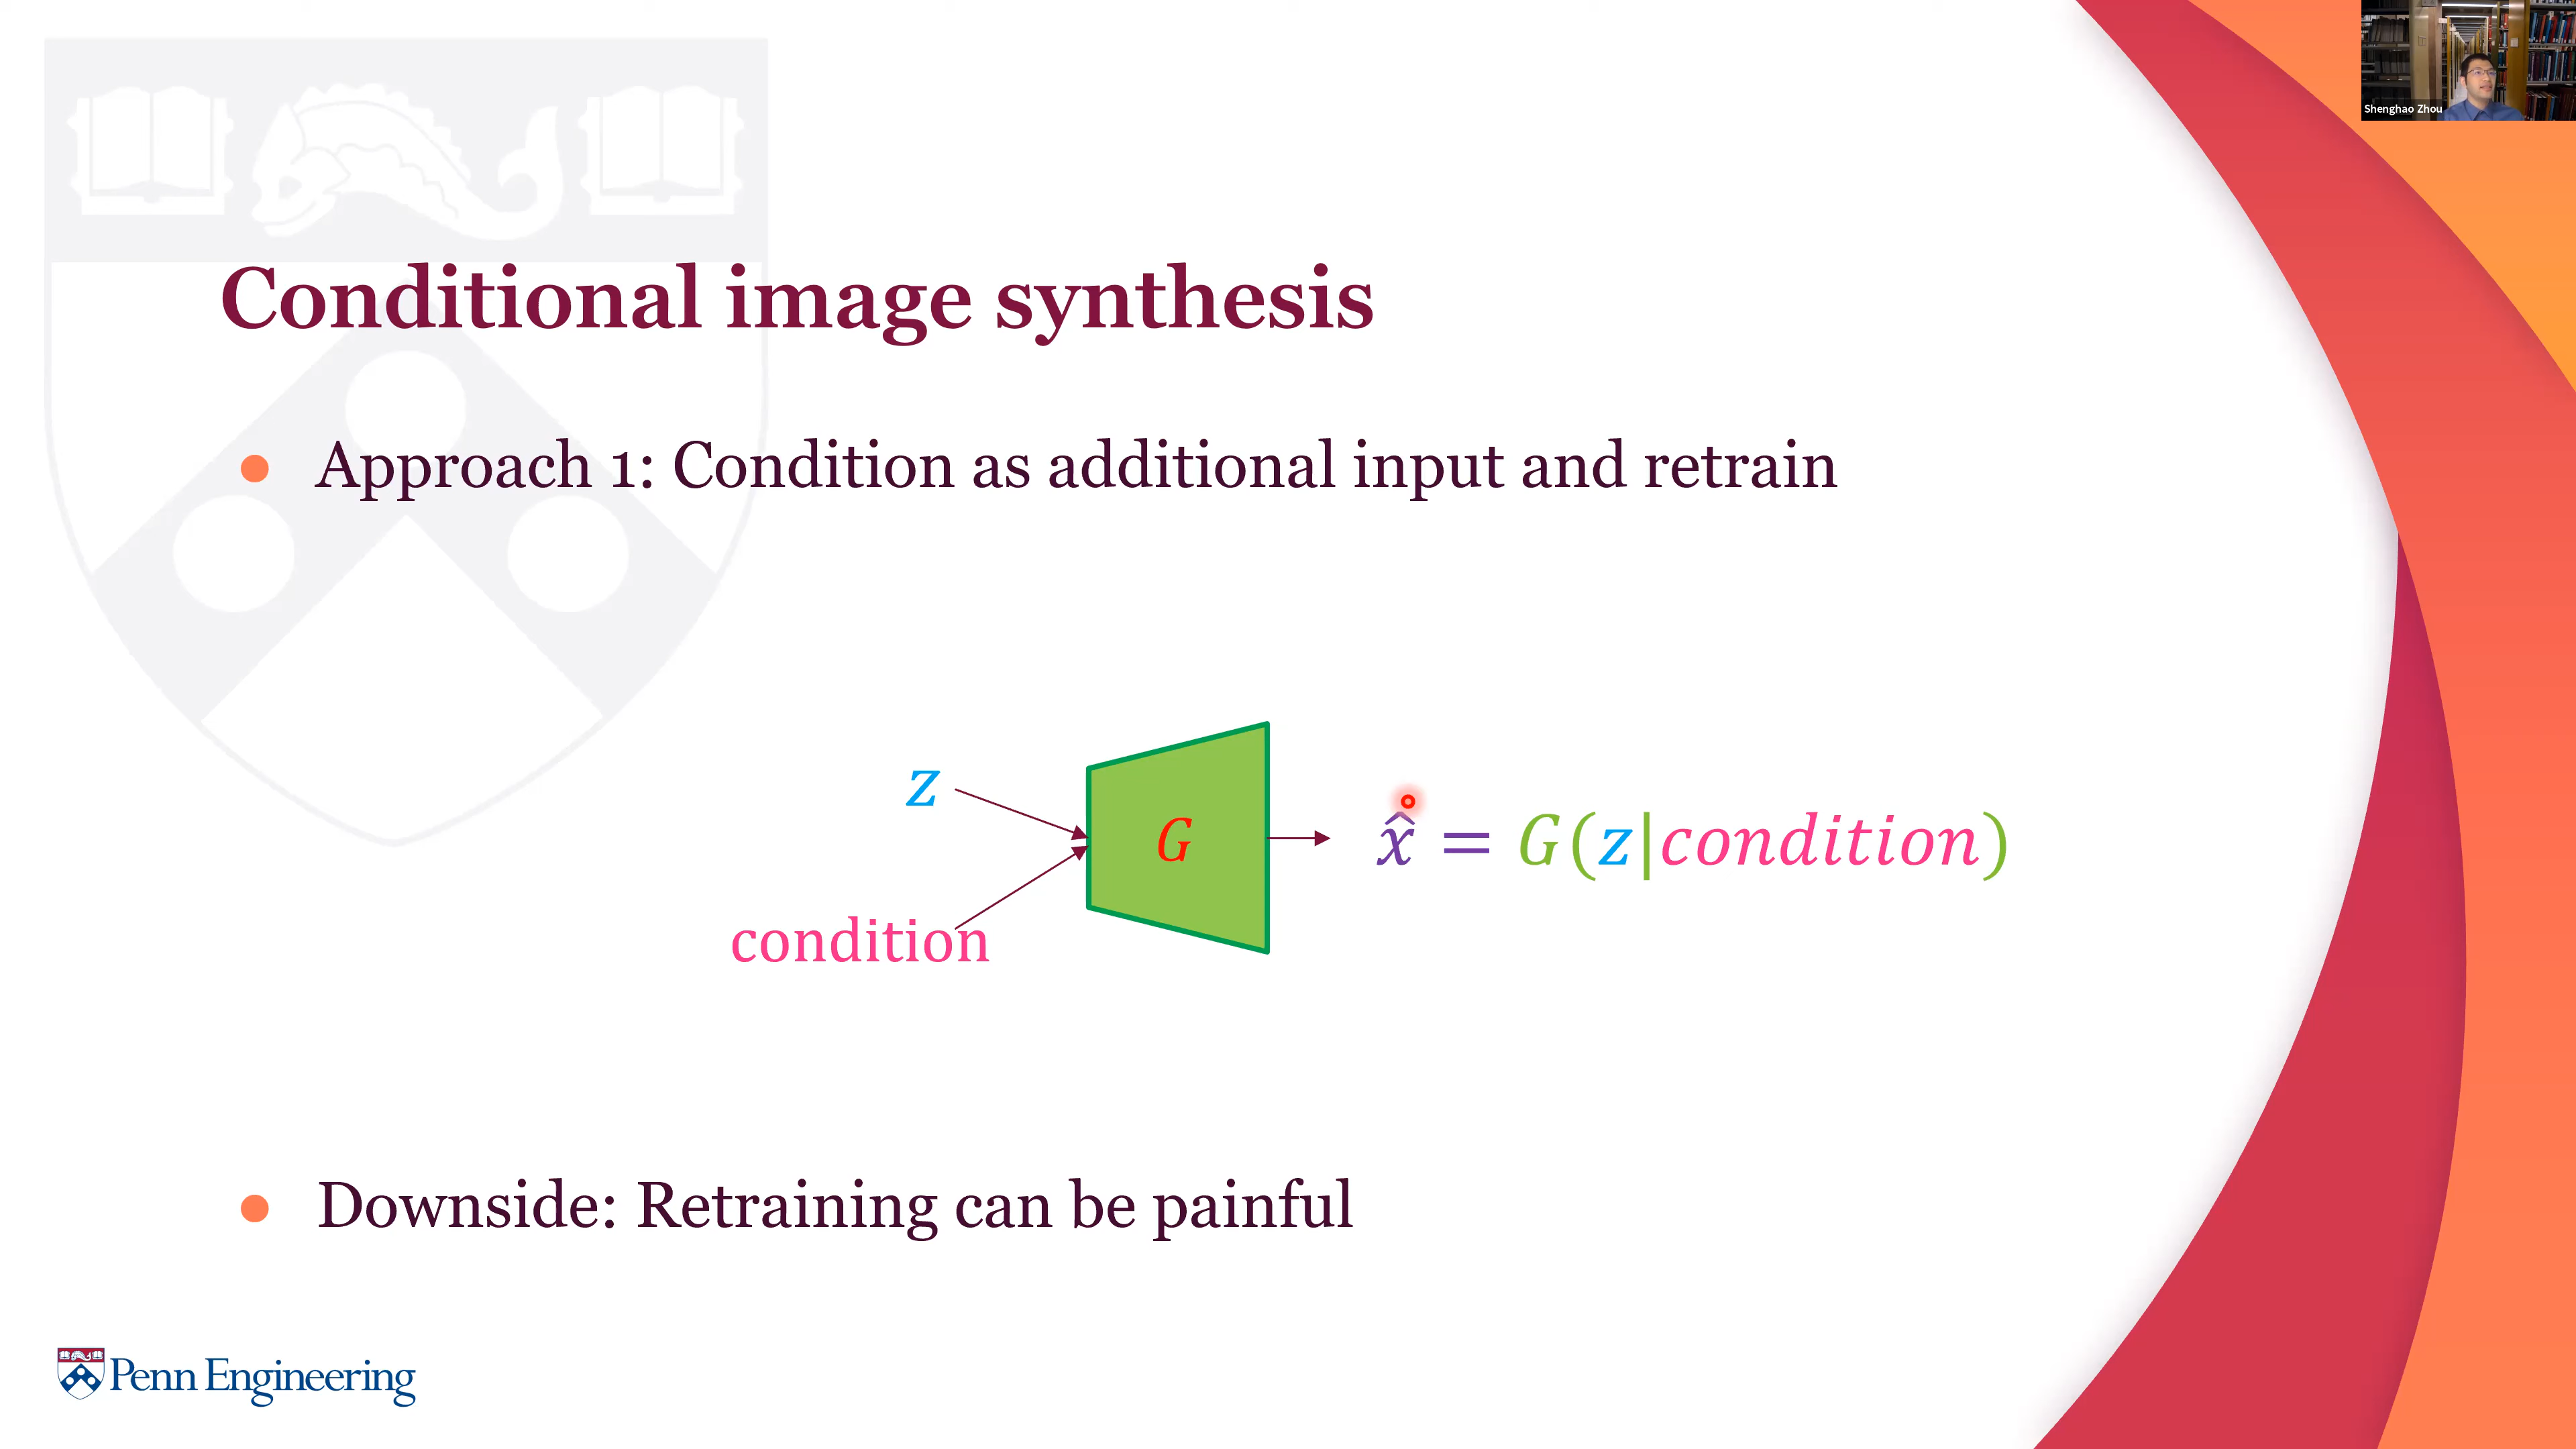 Shenghao Zhou
Conditional image synthesis
Approach 1: Condition as additional input and retrain
z
G
x̂ = G(z|condition)
condition
Downside: Retraining can be painful
Penn Engineering